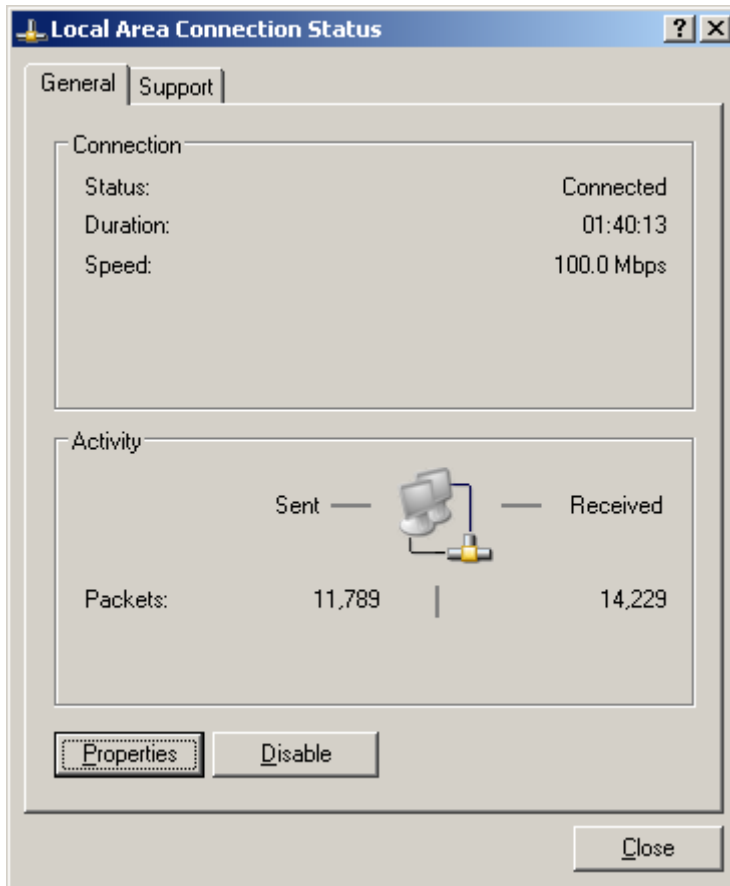 Local Area Connection Status
General Support
Connection
Status: Connected
Duration: 01:40:13
Speed: 100.0 Mbps
Activity
Sent Received
Packets: 11,789 14,229
Properties Disable
Close